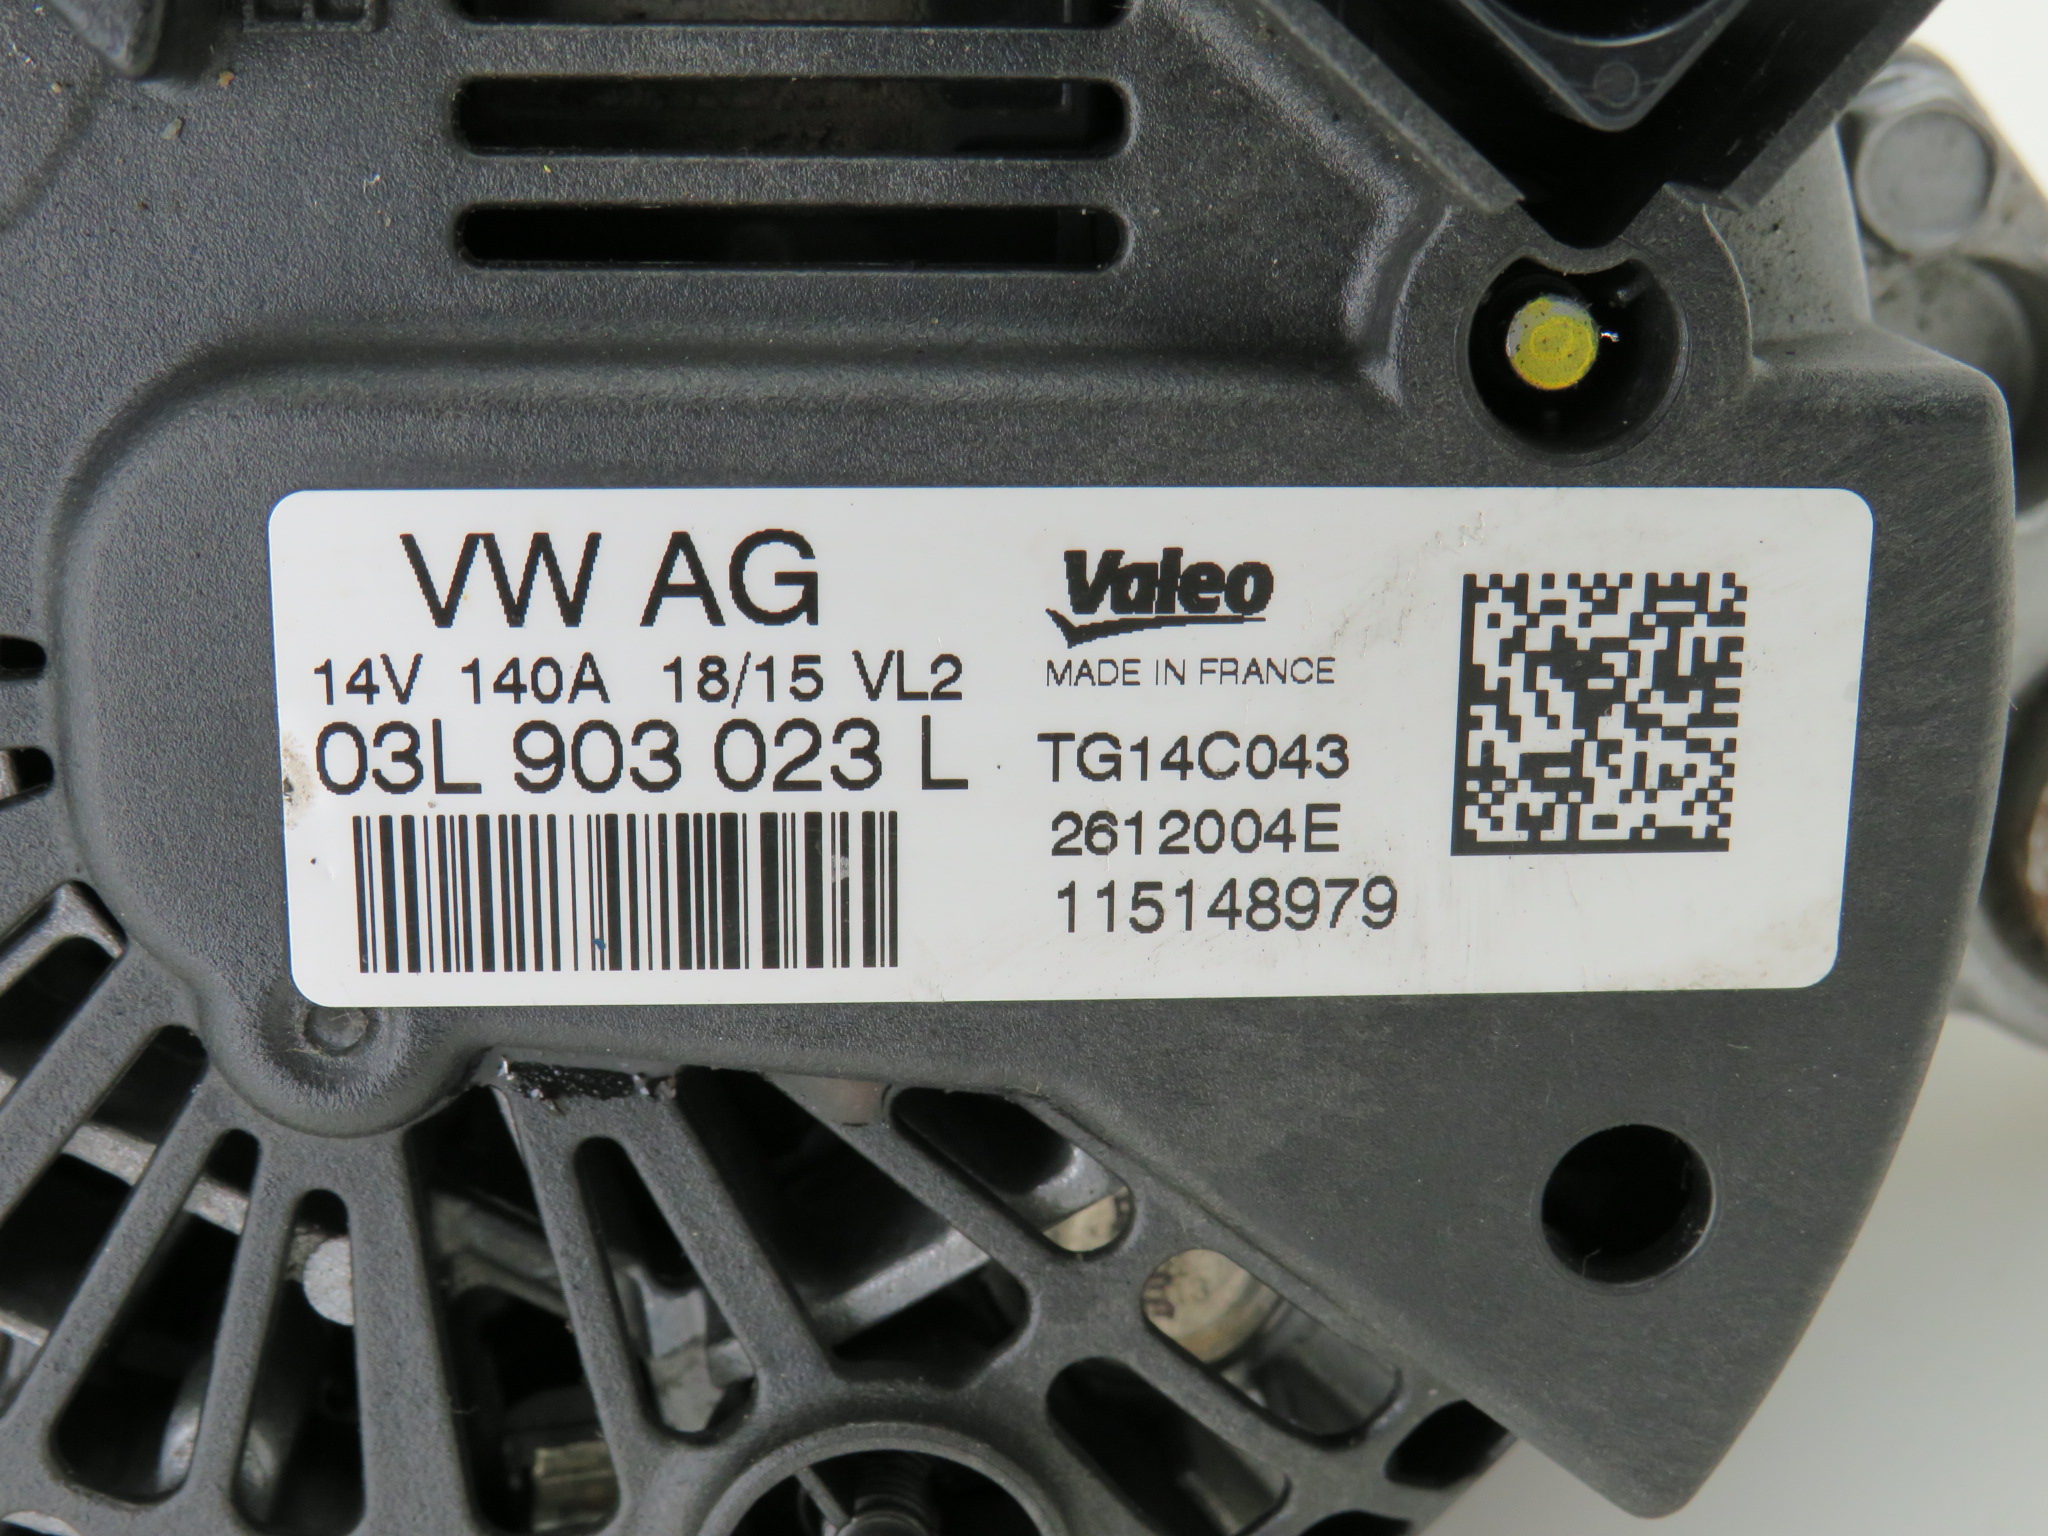 VW AG
14V 140A 18/15 VL2
03L 903 023 L
Valeo
MADE IN FRANCE
TG14C043
2612004E
115148979